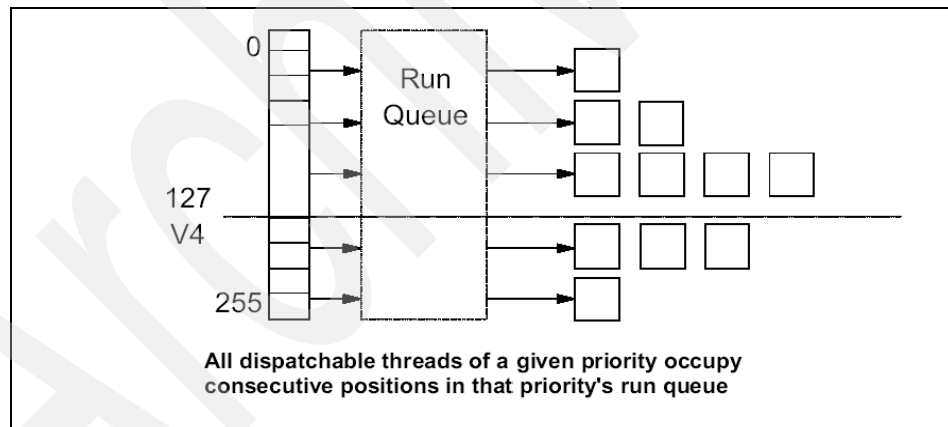 0
Run
Queue
127
V4
255
All dispatchable threads of a given priority occupy
consecutive positions in that priority's run queue